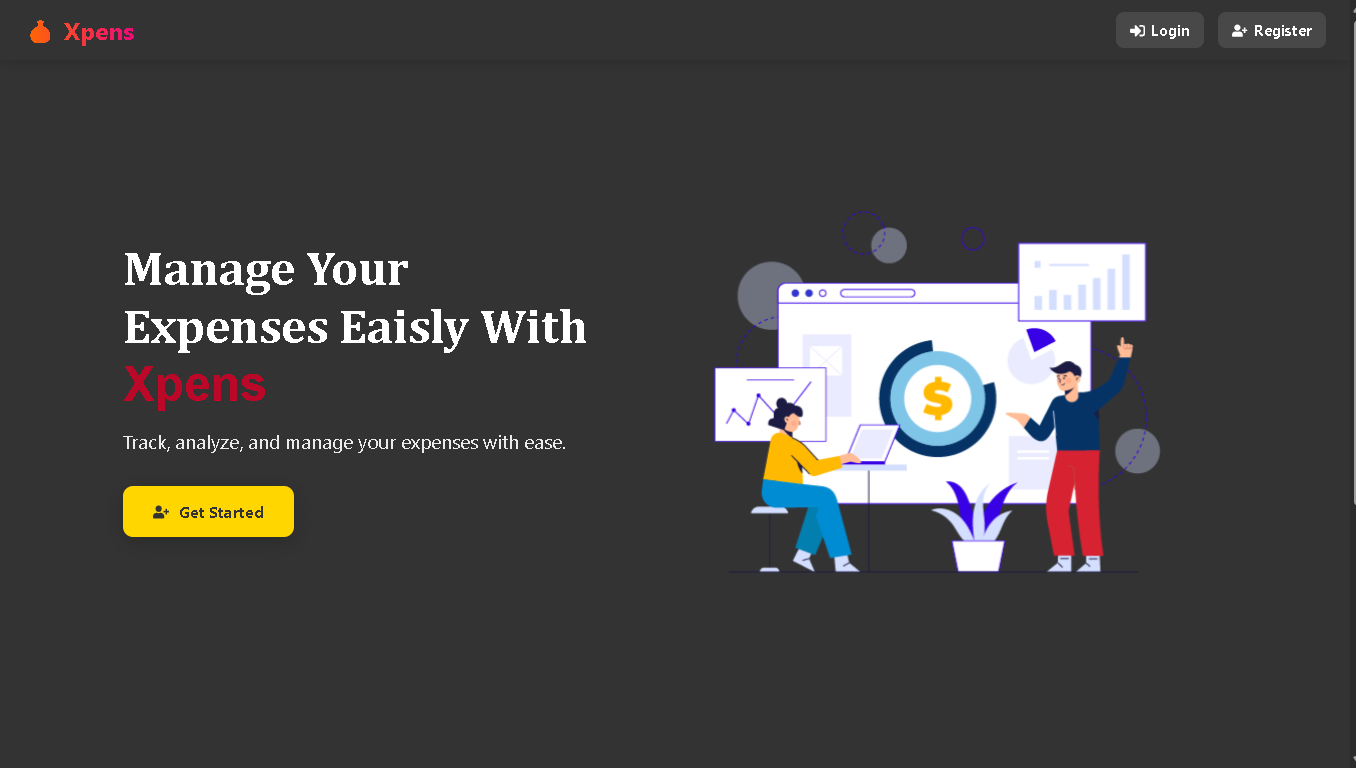 Xpens
Login
Register
Manage Your
Expenses Eaisly With
Xpens
Track, analyze, and manage your expenses with ease.
Get Started
$